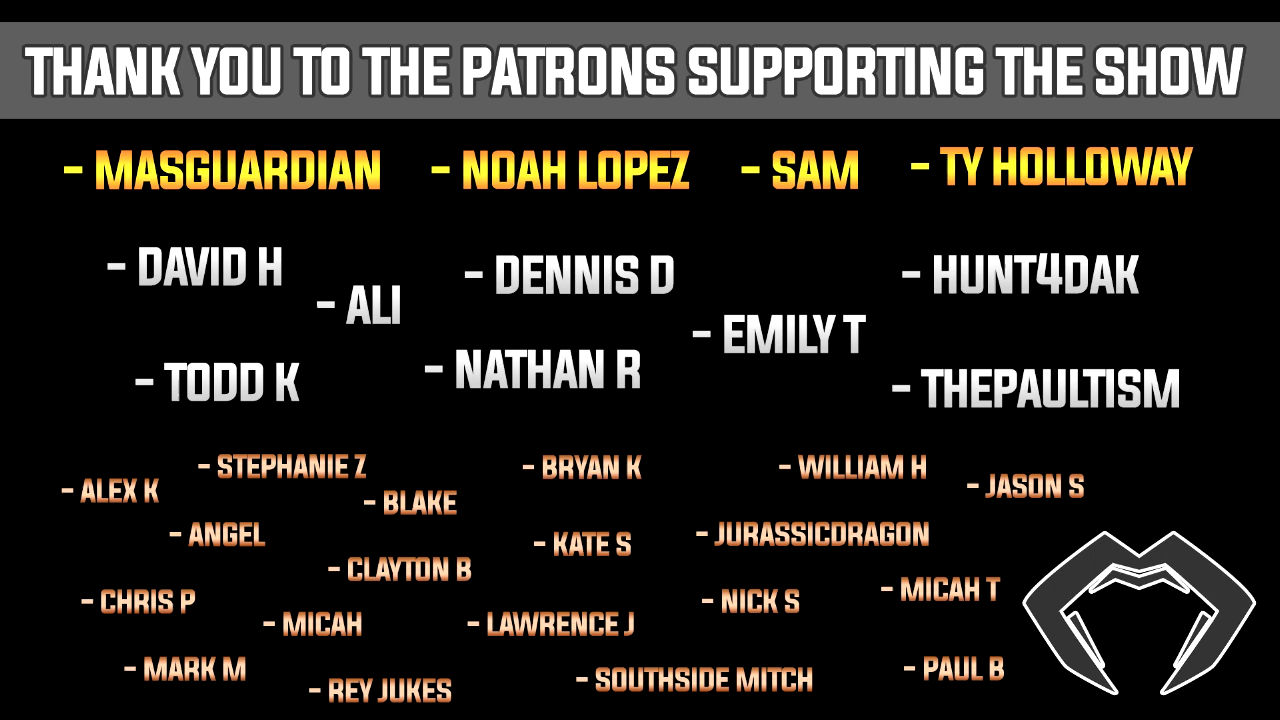 THANK YOU TO THE PATRONS SUPPORTING THE SHOW
- MASGUARDIAN
- NOAH LOPEZ
- SAM
- TY HOLLOWAY
- DAVID H
- ALI
- DENNIS D
- EMILY T
- HUNT4DAK
- TODD K
- NATHAN R
- THEPAULTISM
- STEPHANIE Z
- BRYAN K
- WILLIAM H
- ALEX K
- BLAKE
- JASON S
- ANGEL
- KATE S
- JURASSICDRAGON
- CLAYTON B
- CHRIS P
- NICK S
- MICAH T
- MICAH
- LAWRENCE J
- MARK M
- REY JUKES
- SOUTHSIDE MITCH
- PAUL B